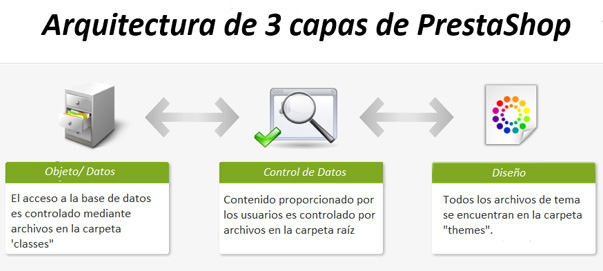 Arquitectura de 3 capas de PrestaShop
Objeto/ Datos
El acceso a la base de datos
es controlado mediante
archivos en la carpeta
'classes"
Control de Datos
Contenido proporcionado por
los usuarios es controlado por
archivos en la carpeta raíz
Diseño
Todos los archivos de tema
se encuentran en la carpeta
"themes".